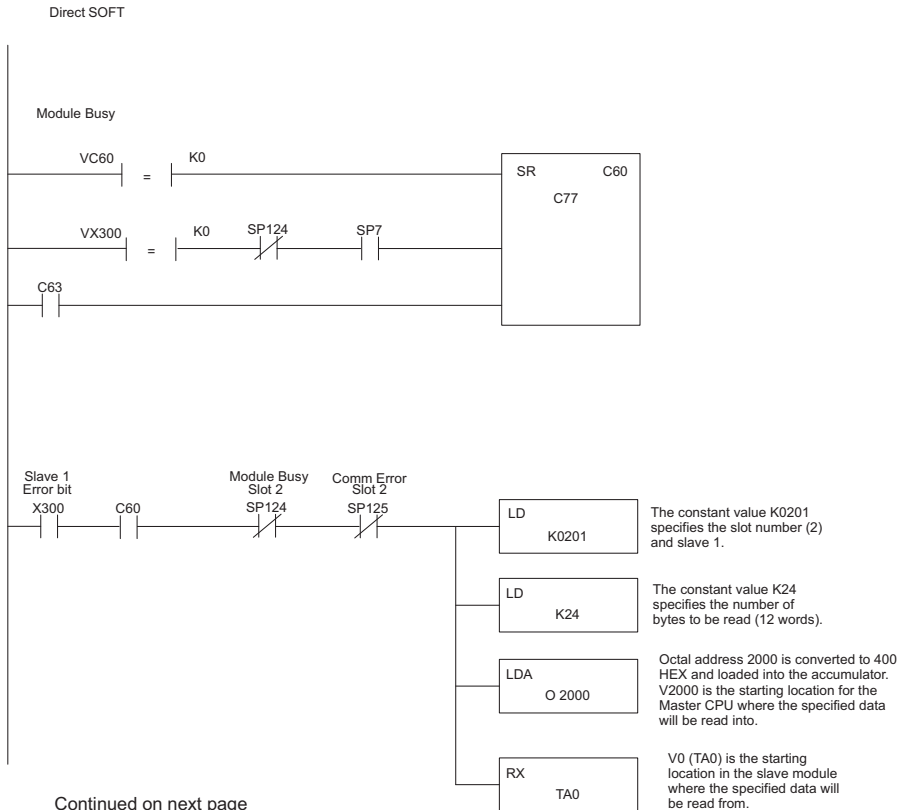 Direct SOFT
Module Busy
VC60 = K0
SR C60
C77
VX300 = K0 SP124 SP7
C63
Slave 1
Error bit
X300
C60
Module Busy
Slot 2
SP124
Comm Error
Slot 2
SP125
LD
K0201
The constant value K0201
specifies the slot number (2)
and slave 1.
LD
K24
The constant value K24
specifies the number of
bytes to be read (12 words).
LDA
O 2000
Octal address 2000 is converted to 400
HEX and loaded into the accumulator.
V2000 is the starting location for the
Master CPU where the specified data
will be read into.
RX
TA0
V0 (TA0) is the starting
location in the slave module
where the specified data will
be read from.
Continued on next page